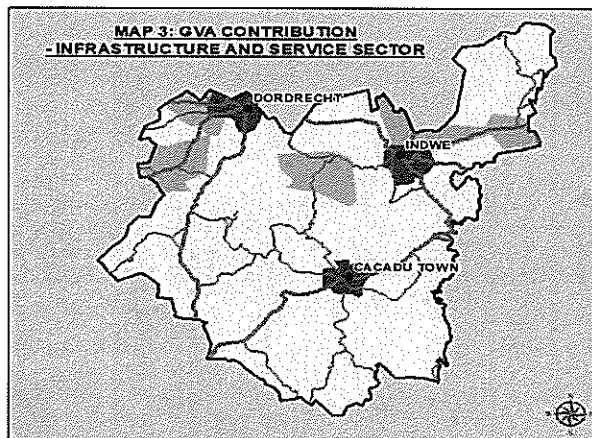 MAP 3: GVA CONTRIBUTION
- INFRASTRUCTURE AND SERVICE SECTOR
DORDRECHT
INDWE
CACADU TOWN